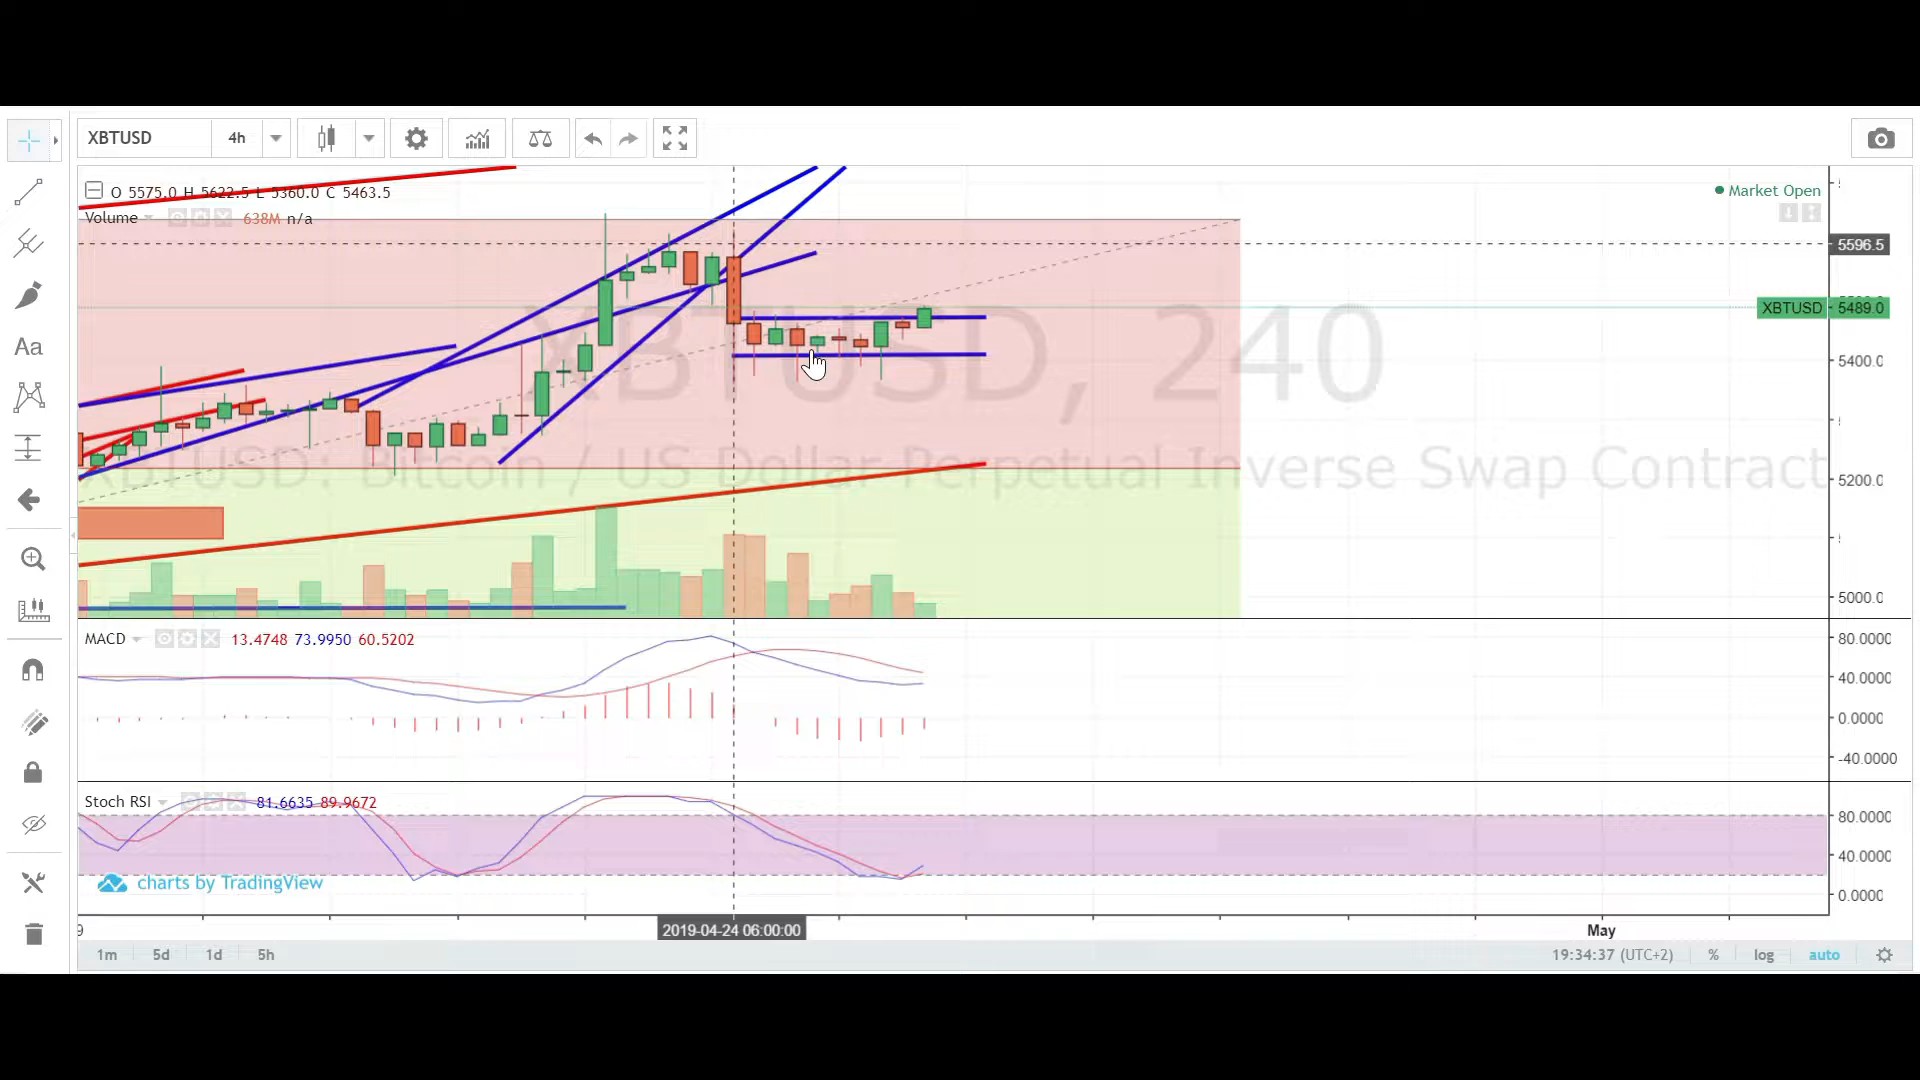 XBTUSD 4h
O 5575.0 H 5622.5 L 5360.0 C 5463.5
Market Open
Volume 638M n/a
5596.5
XBTUSD 5489.0
XBTUSD, 240
5400.0
XBTUSD: Bitcoin / US Dollar Perpetual Inverse Swap Contract
5200.0
5000.0
MACD 13.4748 73.9950 60.5202
80.0000
40.0000
0.0000
-40.0000
Stoch RSI 81.6635 89.9672
80.0000
40.0000
charts by TradingView
0.0000
9 2019-04-24 06:00:00 May
1m 5d 1d 5h 19:34:37 (UTC+2) % log auto
Aa